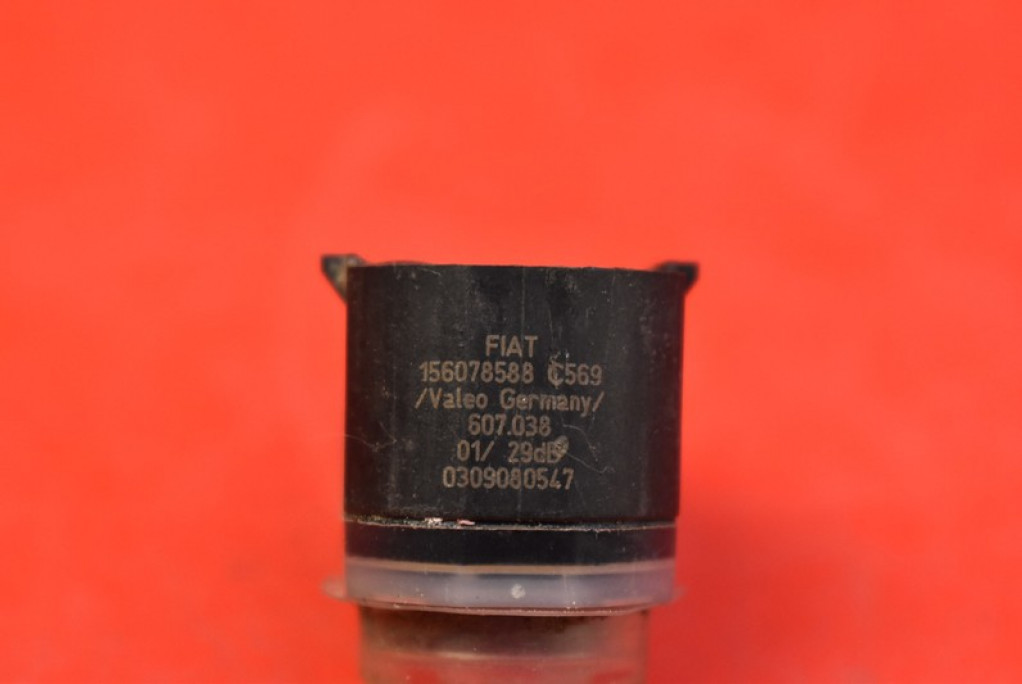 FIAT
156078588 C569
/Valeo Germany/
607.038
01/ 29dB
0309080547